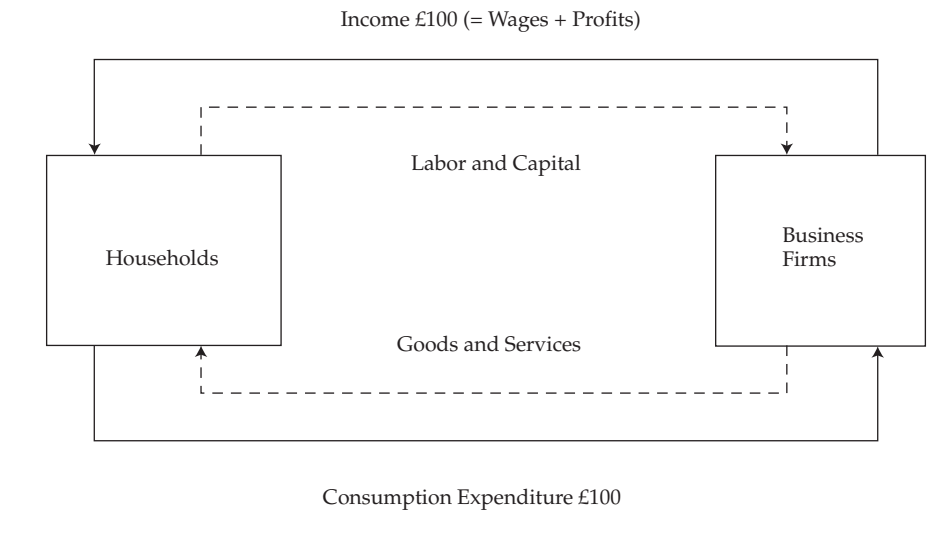 Income £100 (= Wages + Profits)
Labor and Capital
Households
Business
Firms
Goods and Services
Consumption Expenditure £100